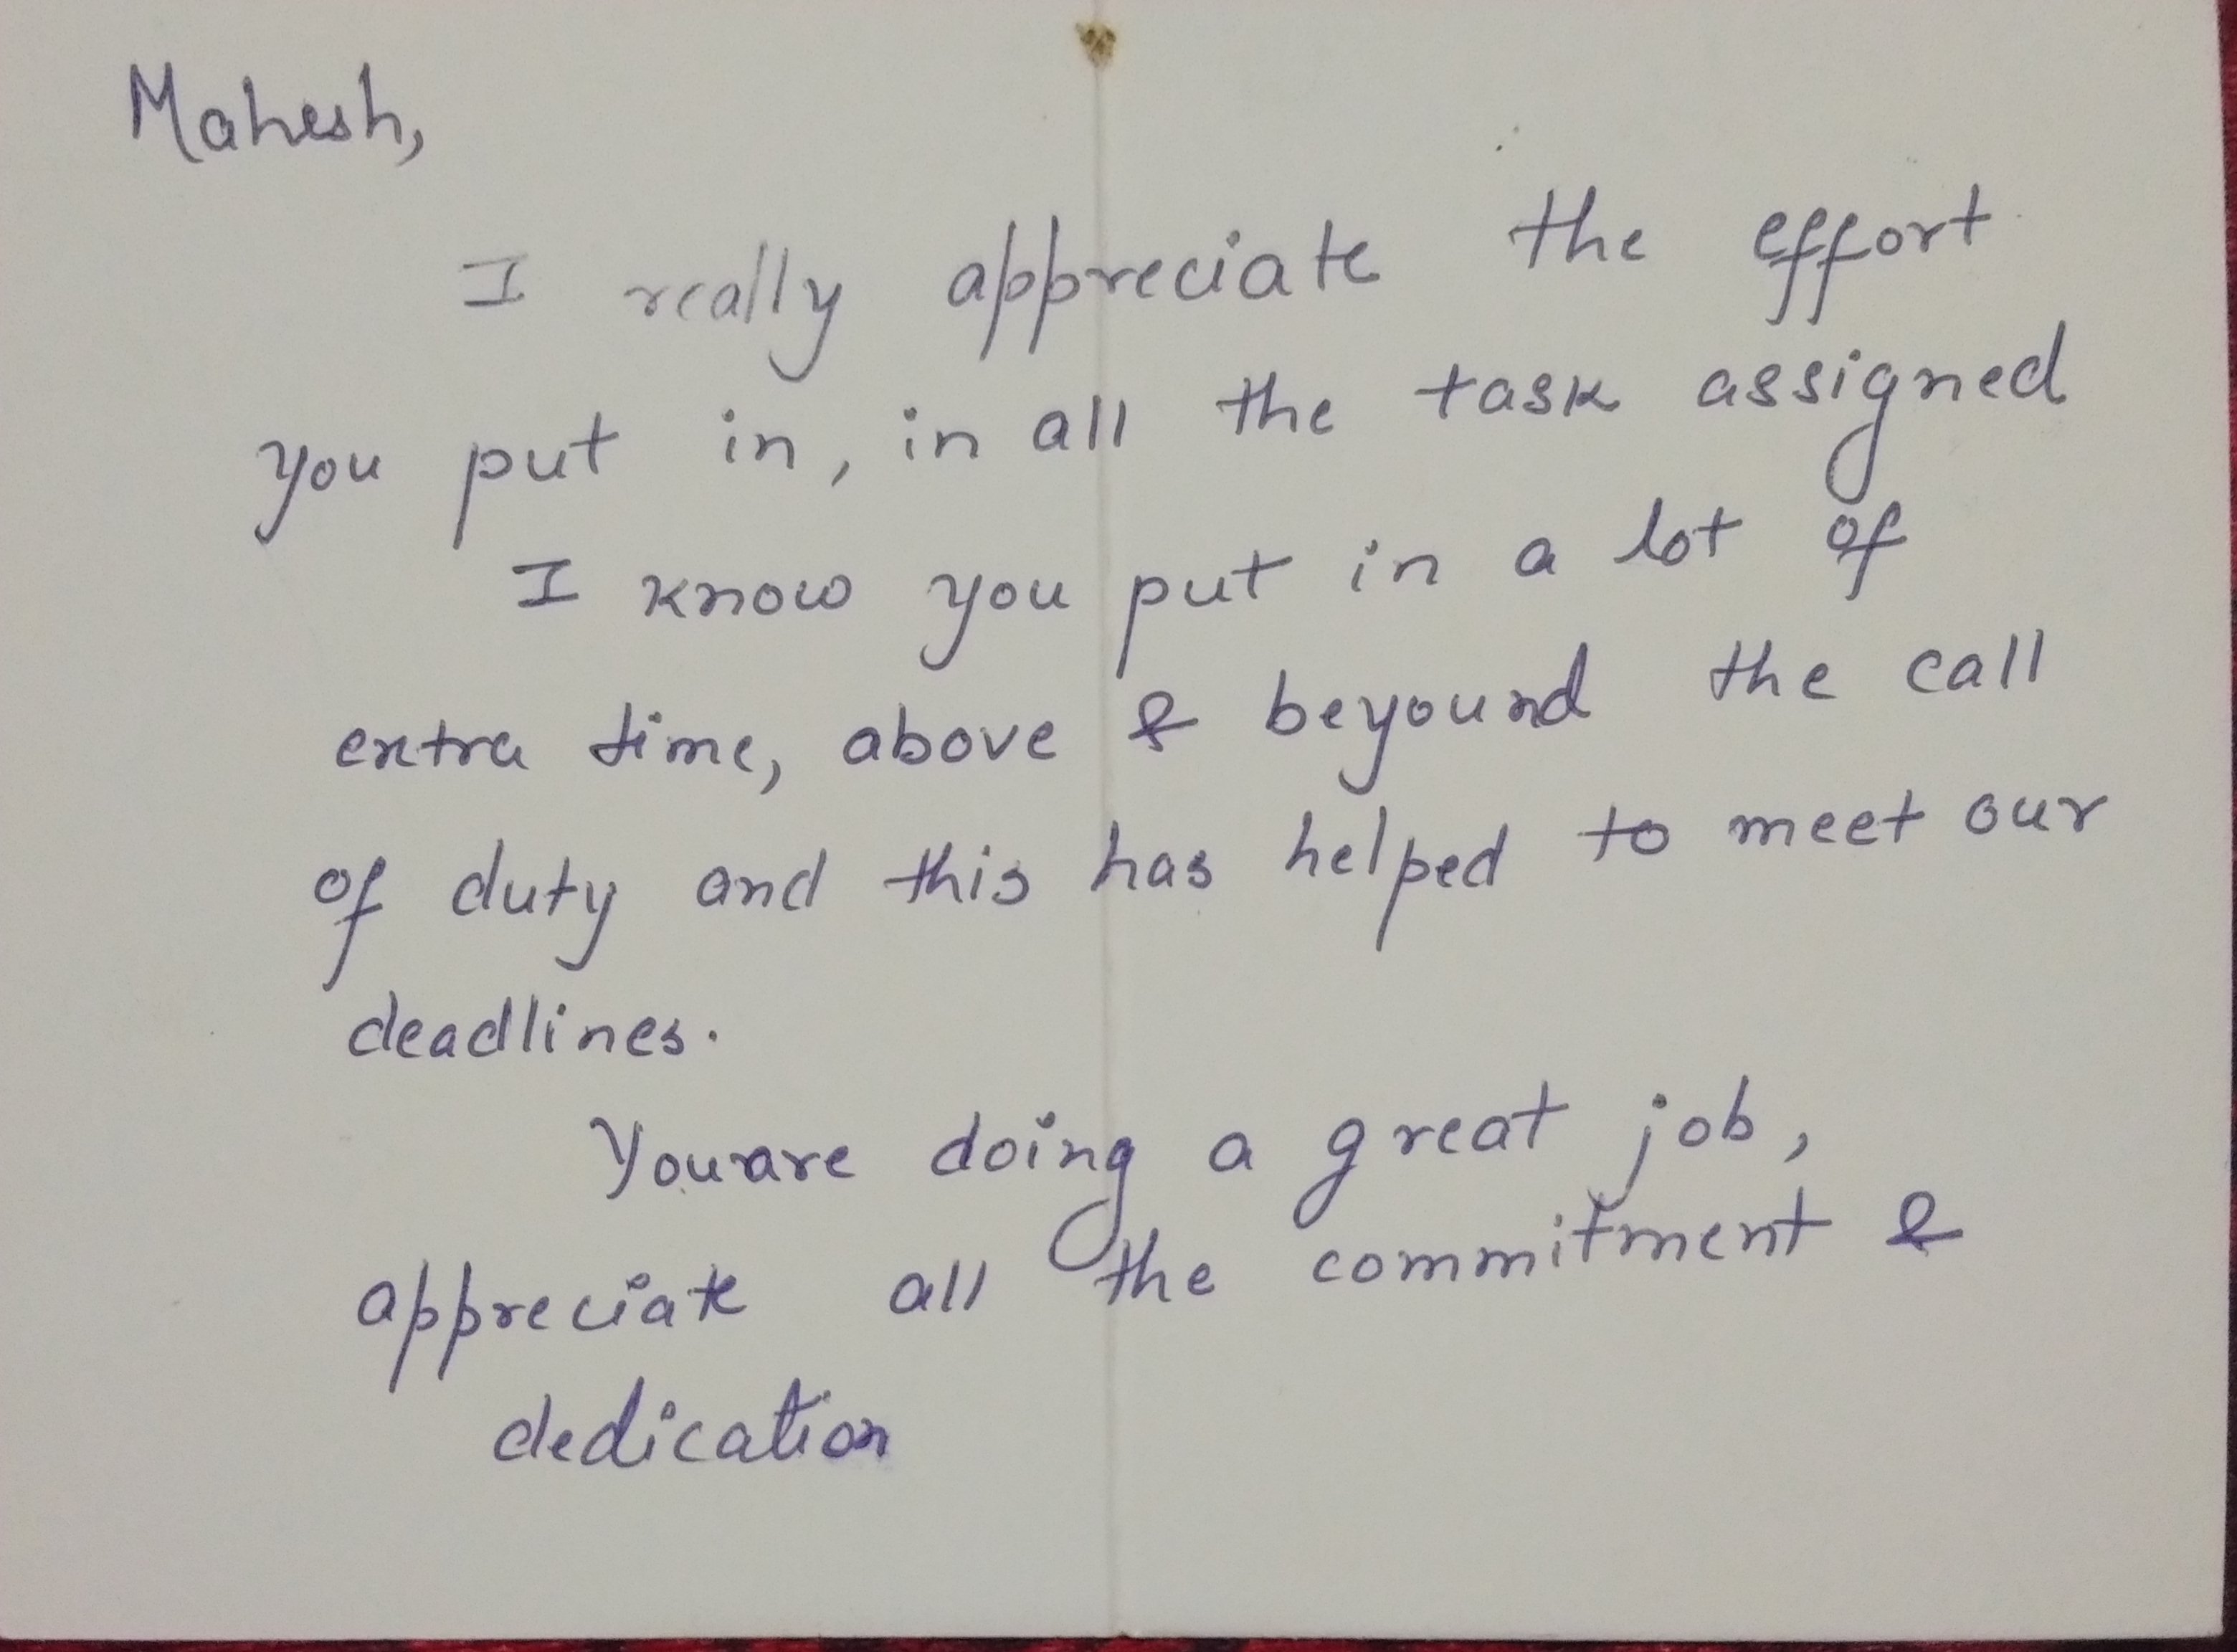 Mahesh,
I really appreciate the effort
you put in, in all the task assigned
I know you put in a lot of
extra time, above & beyound the call
of duty and this has helped to meet our
deadlines.
You are doing a great job,
appreciate all the commitment &
dedication